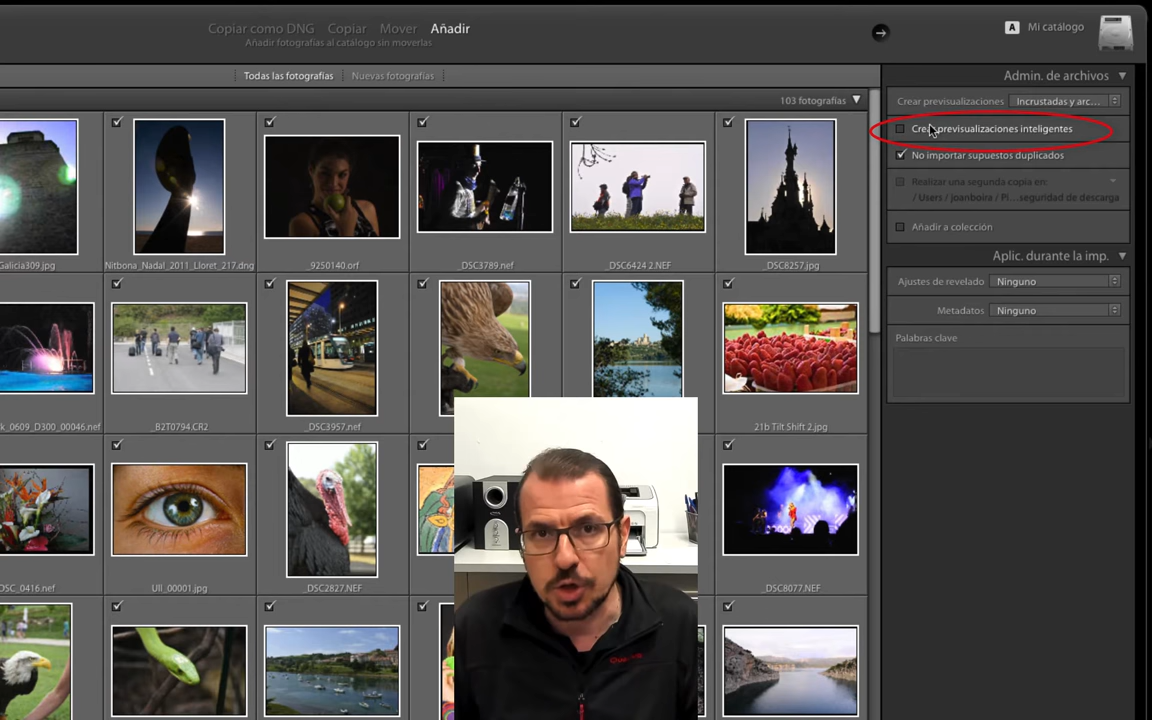 Copiar como DNG Copiar Mover Añadir
Añadir fotografías al catálogo sin moverlas
A Mi catálogo
Todas las fotografías Nuevas fotografías
Admin. de archivos
103 fotografías
Crear previsualizaciones Incrustadas y arc...
Crear previsualizaciones inteligentes
No importar supuestos duplicados
Realizar una segunda copia en:
/ Users / joanboira / Pi...seguridad de descarga
Añadir a colección
Aplic. durante la imp.
Ajustes de revelado Ninguno
Metadatos Ninguno
Palabras clave
Galicia309.jpg Nitbona_Nadal_2011_Lloret_217.dng _9250140.orf _DSC3789.nef _DSC6424 2.NEF _DSC8257.jpg
k_0609_D300_00046.nef _B2T0794.CR2 _DSC3957.nef 21b Tilt Shift 2.jpg
DSC_0416.nef Ull_00001.jpg _DSC2827.NEF _DSC8077.NEF